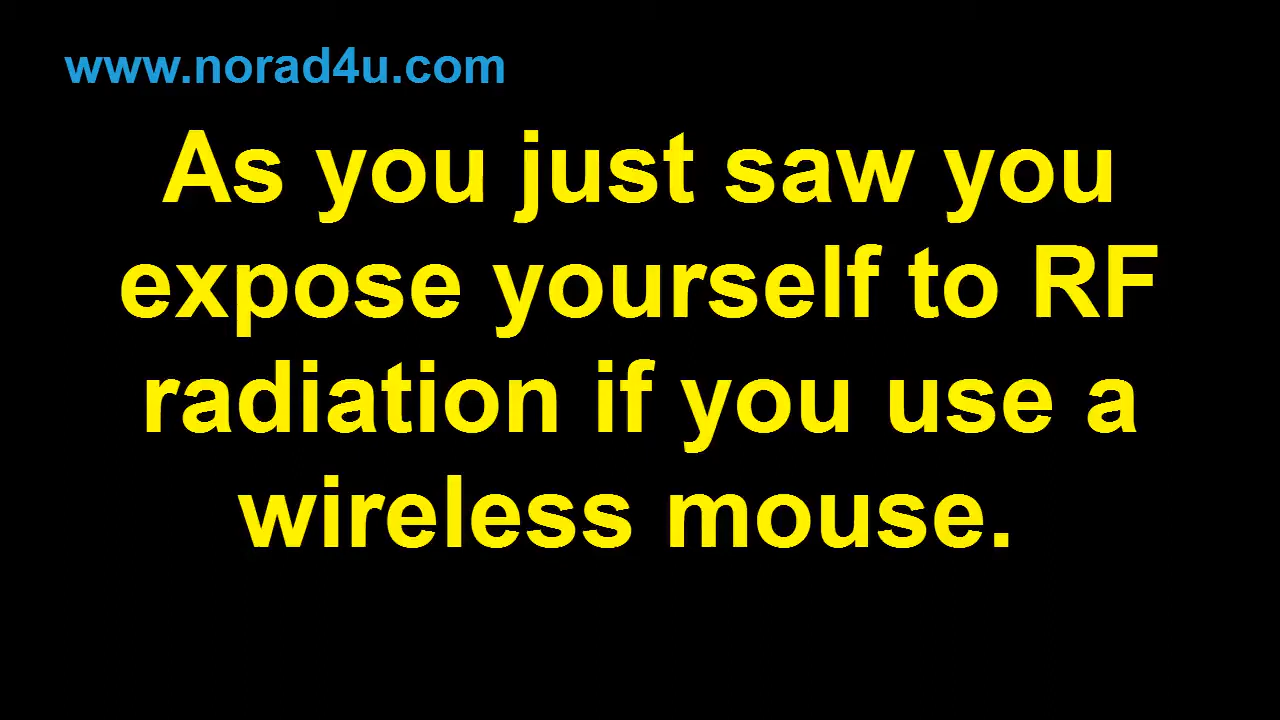 www.norad4u.com
As you just saw you
expose yourself to RF
radiation if you use a
wireless mouse.